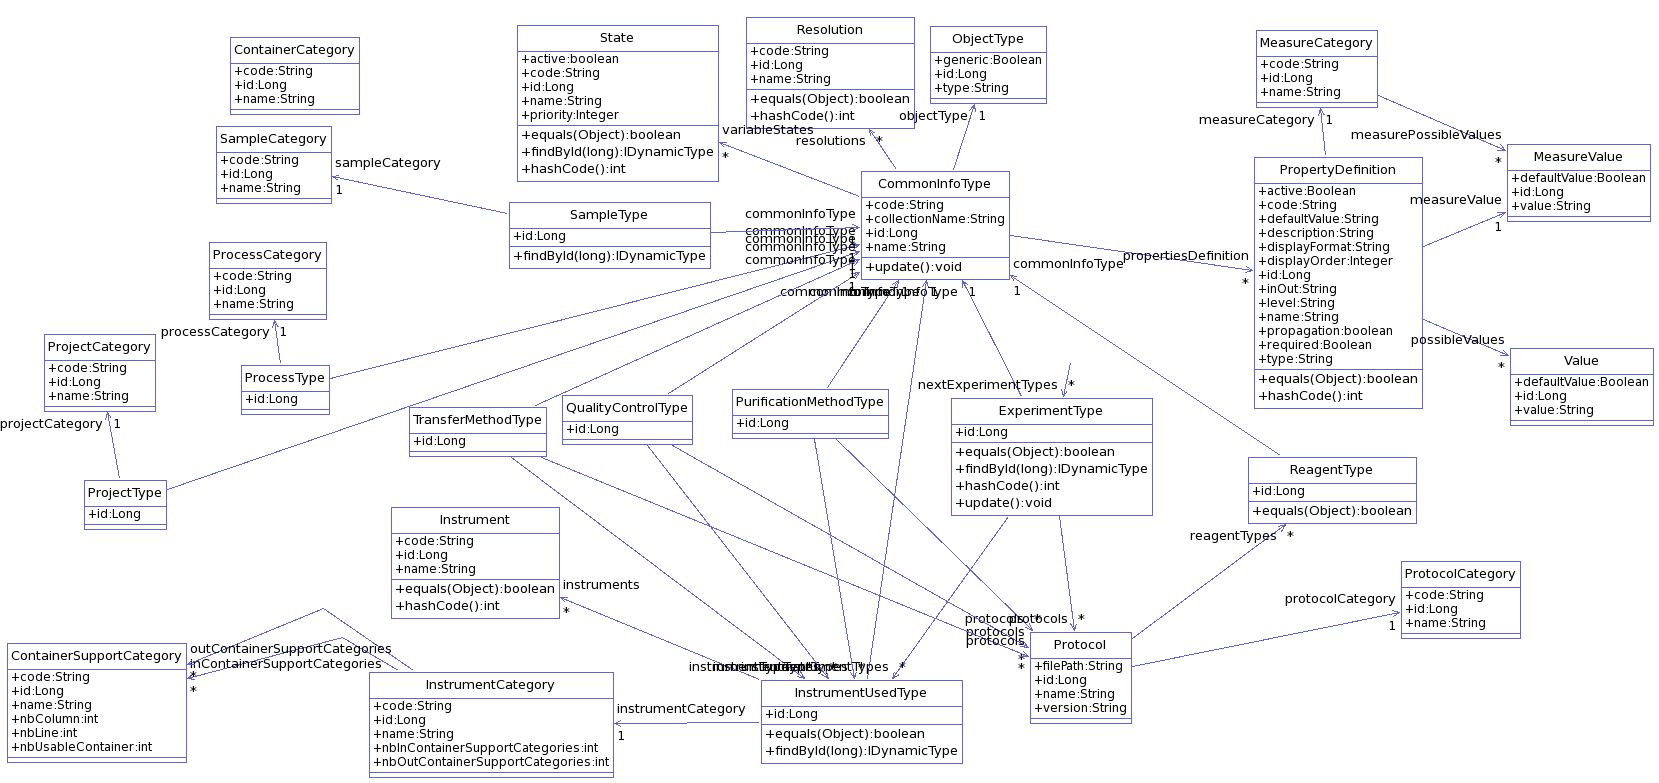 ContainerCategory
+code:String
+id:Long
+name:String
State
+active:boolean
+code:String
+id:Long
+name:String
+priority:Integer
+equals(Object):boolean
+findById(long):IDynamicType
+hashCode():int
Resolution
+code:String
+id:Long
+name:String
+equals(Object):boolean
+hashCode():int
ObjectType
+generic:Boolean
+id:Long
+type:String
MeasureCategory
+code:String
+id:Long
+name:String
SampleCategory
+code:String
+id:Long
+name:String
sampleCategory
1
variableStates
*
resolutions
*
objectType
1
measureCategory
1
measurePossibleValues
*
MeasureValue
+defaultValue:Boolean
+id:Long
+value:String
SampleType
+id:Long
+findById(long):IDynamicType
CommonInfoType
+code:String
+collectionName:String
+id:Long
+name:String
+update():void
PropertyDefinition
+active:Boolean
+code:String
+defaultValue:String
+description:String
+displayFormat:String
+displayOrder:Integer
+id:Long
+inOut:String
+level:String
+name:String
+propagation:boolean
+required:Boolean
+type:String
+equals(Object):boolean
+hashCode():int
measureValue
1
commonInfoType
commonInfoType
commonInfoType
commonInfoType
commonInfoType
1
1
1
propertiesDefinition
*
commonInfoType
1
commonInfoType
1
ProcessCategory
+code:String
+id:Long
+name:String
processCategory
1
ProcessType
+id:Long
ProjectCategory
+code:String
+id:Long
+name:String
projectCategory
1
ProjectType
+id:Long
possibleValues
*
Value
+defaultValue:Boolean
+id:Long
+value:String
TransferMethodType
+id:Long
QualityControlType
+id:Long
PurificationMethodType
+id:Long
nextExperimentTypes
*
ExperimentType
+id:Long
+equals(Object):boolean
+findById(long):IDynamicType
+hashCode():int
+update():void
ReagentType
+id:Long
+equals(Object):boolean
reagentTypes
*
Instrument
+code:String
+id:Long
+name:String
+equals(Object):boolean
+hashCode():int
instruments
*
ProtocolCategory
+code:String
+id:Long
+name:String
protocolCategory
1
protocols
*
protocols
*
protocols
protocols
*
*
Protocol
+filePath:String
+id:Long
+name:String
+version:String
outContainerSupportCategories
*
inContainerSupportCategories
*
ContainerSupportCategory
+code:String
+id:Long
+name:String
+nbColumn:int
+nbLine:int
+nbUsableContainer:int
InstrumentCategory
+code:String
+id:Long
+name:String
+nbInContainerSupportCategories:int
+nbOutContainerSupportCategories:int
instrumentCategory
1
*
InstrumentUsedType
+id:Long
+equals(Object):boolean
+findById(long):IDynamicType